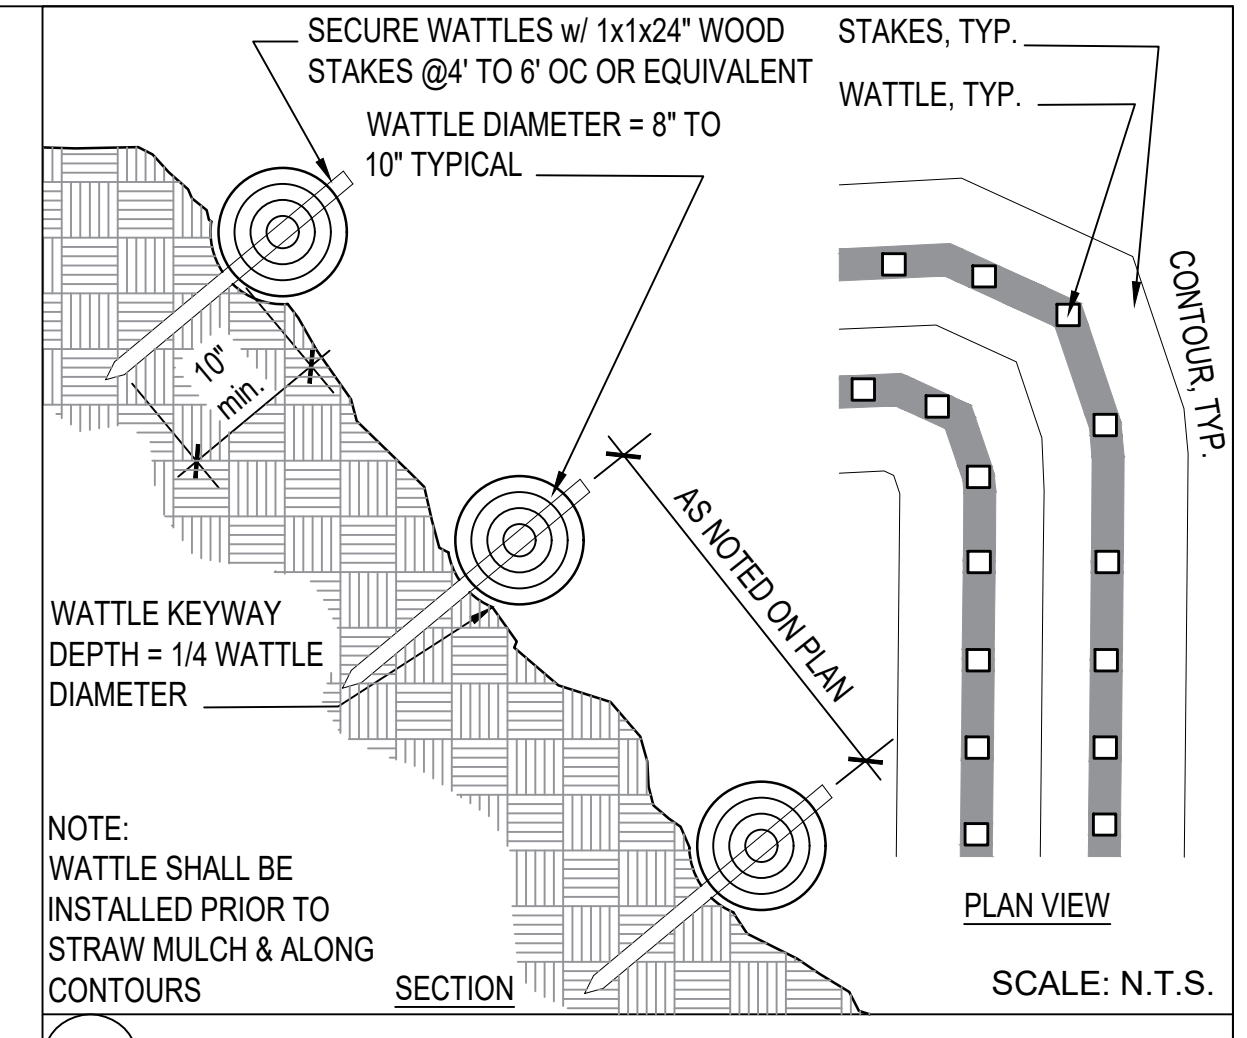 SECURE WATTLES w/ 1x1x24" WOOD
STAKES @4' TO 6' OC OR EQUIVALENT
WATTLE DIAMETER = 8" TO
10" TYPICAL
STAKES, TYP.
WATTLE, TYP.
CONTOUR, TYP.
10"
min.
AS NOTED ON PLAN
WATTLE KEYWAY
DEPTH = 1/4 WATTLE
DIAMETER
NOTE:
WATTLE SHALL BE
INSTALLED PRIOR TO
STRAW MULCH & ALONG
CONTOURS
SECTION
PLAN VIEW
SCALE: N.T.S.